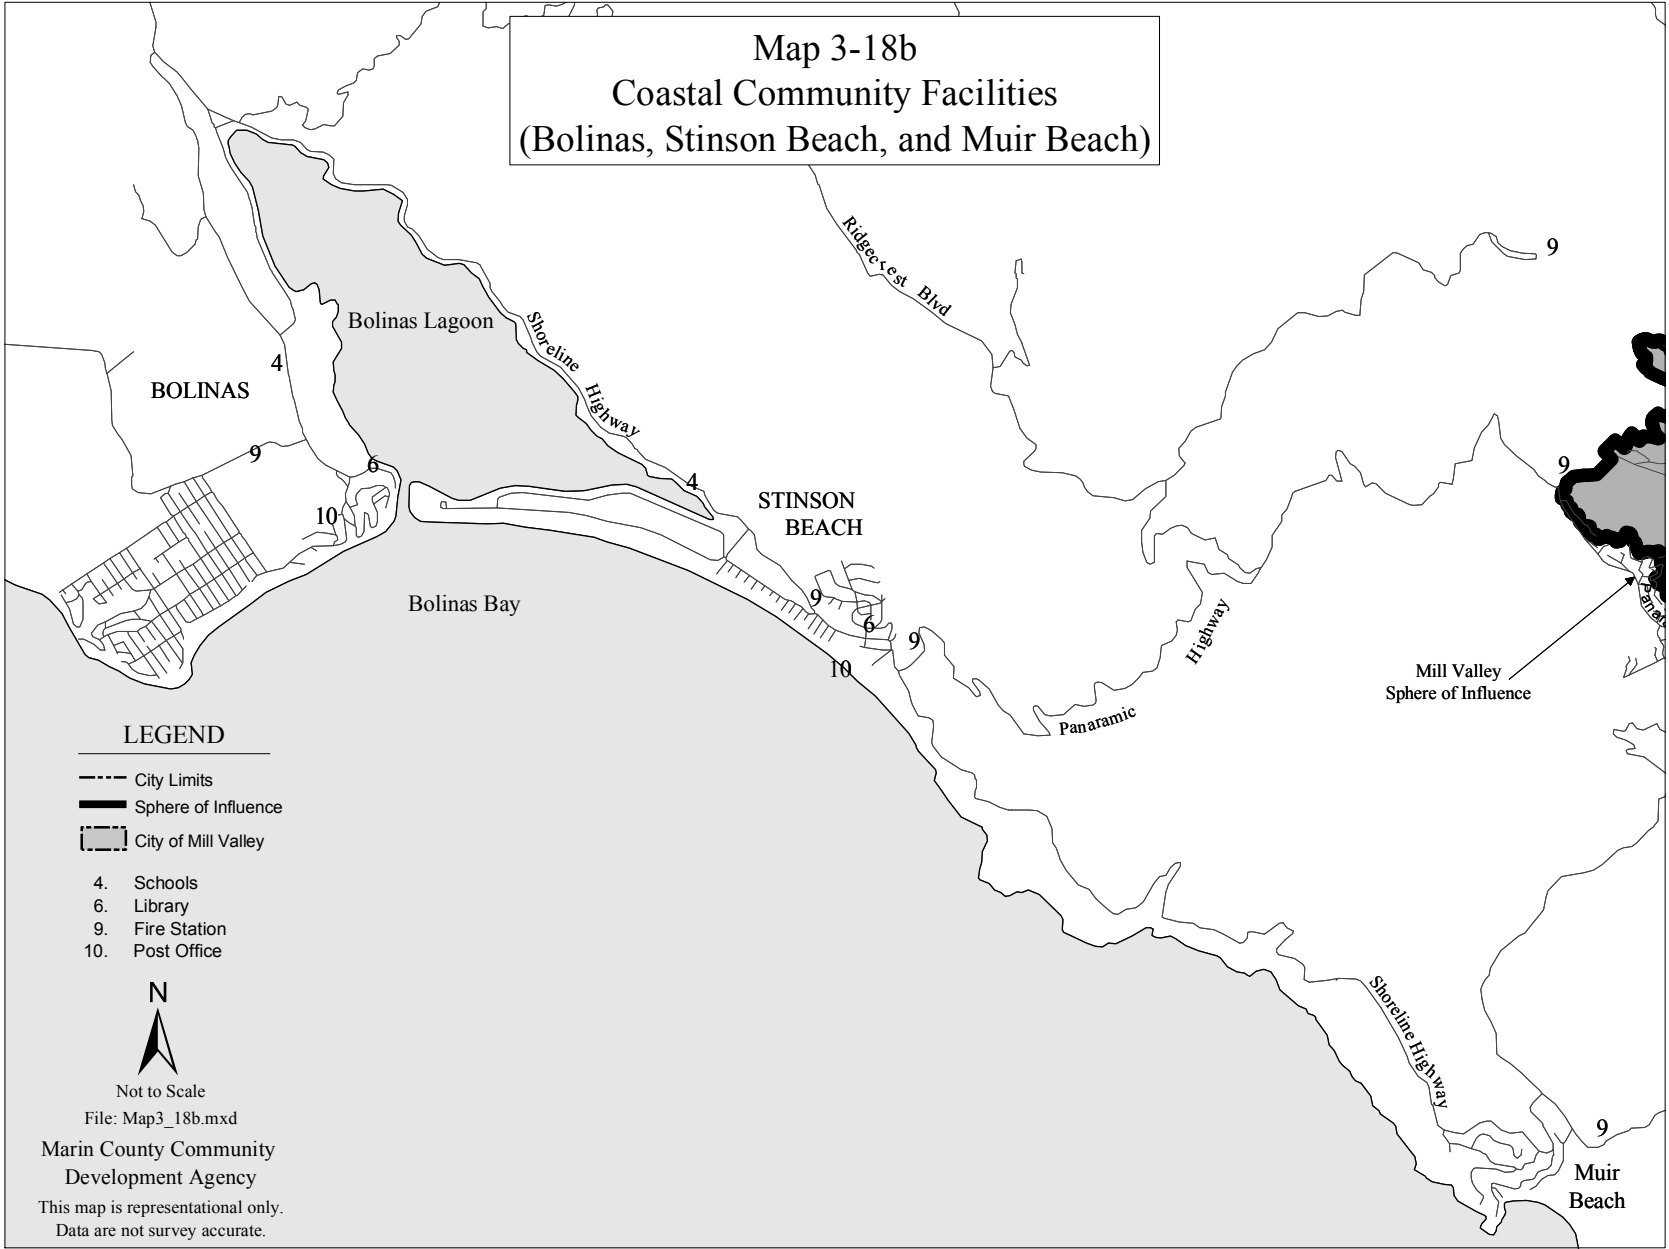 Map 3-18b
Coastal Community Facilities
(Bolinas, Stinson Beach, and Muir Beach)
Ridgecrest Blvd
9
Bolinas Lagoon
Shoreline Highway
4
BOLINAS
9
6
10
4
STINSON
BEACH
9
Bolinas Bay
9
6
9
10
Highway
Panaramic
Mill Valley
Sphere of Influence
Shoreline Highway
9
Muir
Beach
LEGEND
City Limits
Sphere of Influence
City of Mill Valley
4. Schools
6. Library
9. Fire Station
10. Post Office
N
Not to Scale
File: Map3_18b.mxd
Marin County Community
Development Agency
This map is representational only.
Data are not survey accurate.